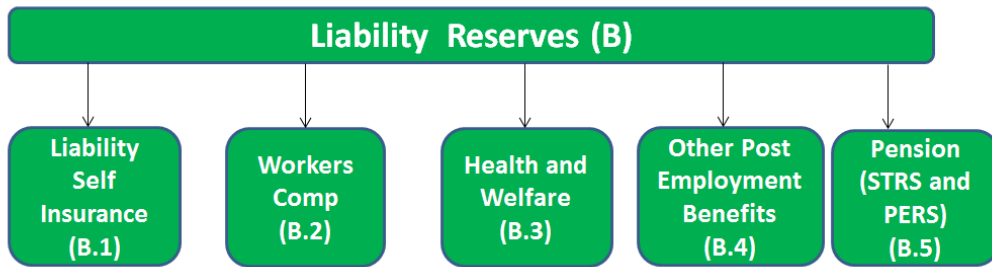 Liability Reserves (B)
Liability
Self
Insurance
(B.1)
Workers
Comp
(B.2)
Health and
Welfare
(B.3)
Other Post
Employment
Benefits
(B.4)
Pension
(STRS and
PERS)
(B.5)